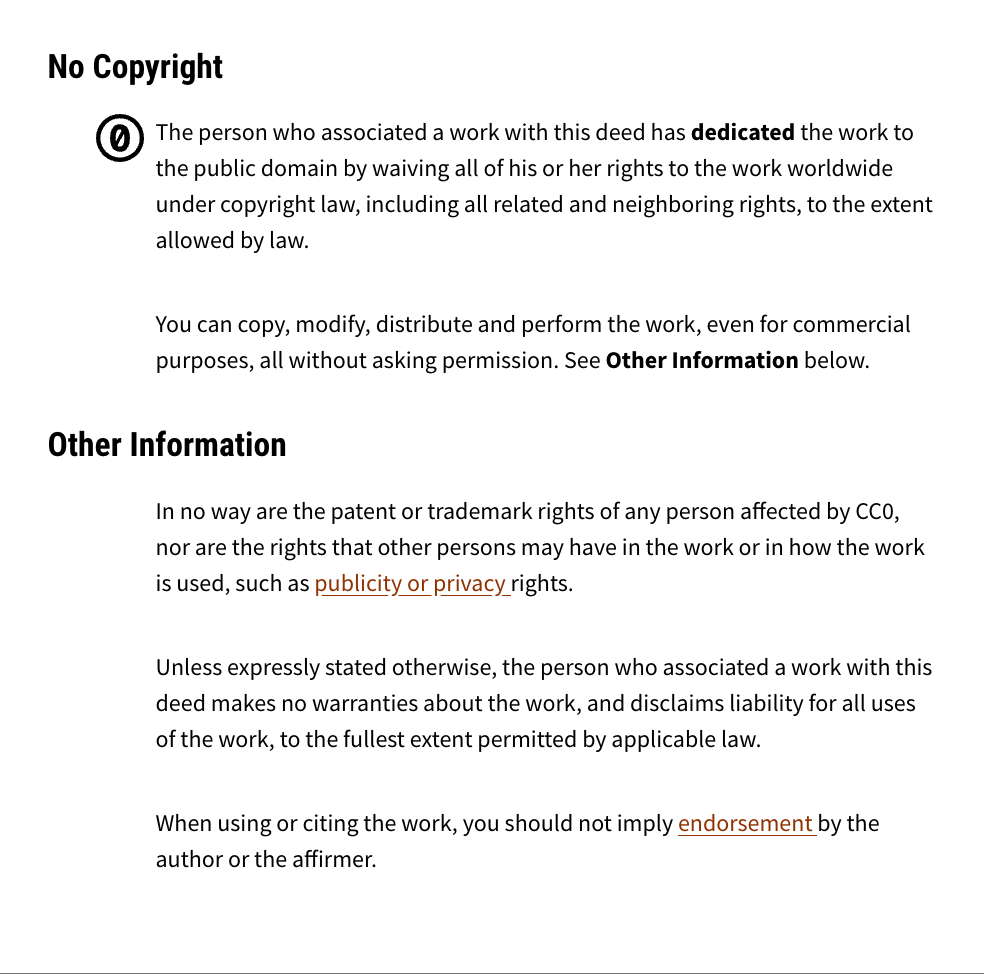 No Copyright
The person who associated a work with this deed has dedicated the work to
the public domain by waiving all of his or her rights to the work worldwide
under copyright law, including all related and neighboring rights, to the extent
allowed by law.
You can copy, modify, distribute and perform the work, even for commercial
purposes, all without asking permission. See Other Information below.
Other Information
In no way are the patent or trademark rights of any person affected by CC0,
nor are the rights that other persons may have in the work or in how the work
is used, such as publicity or privacy rights.
Unless expressly stated otherwise, the person who associated a work with this
deed makes no warranties about the work, and disclaims liability for all uses
of the work, to the fullest extent permitted by applicable law.
When using or citing the work, you should not imply endorsement by the
author or the affirmer.